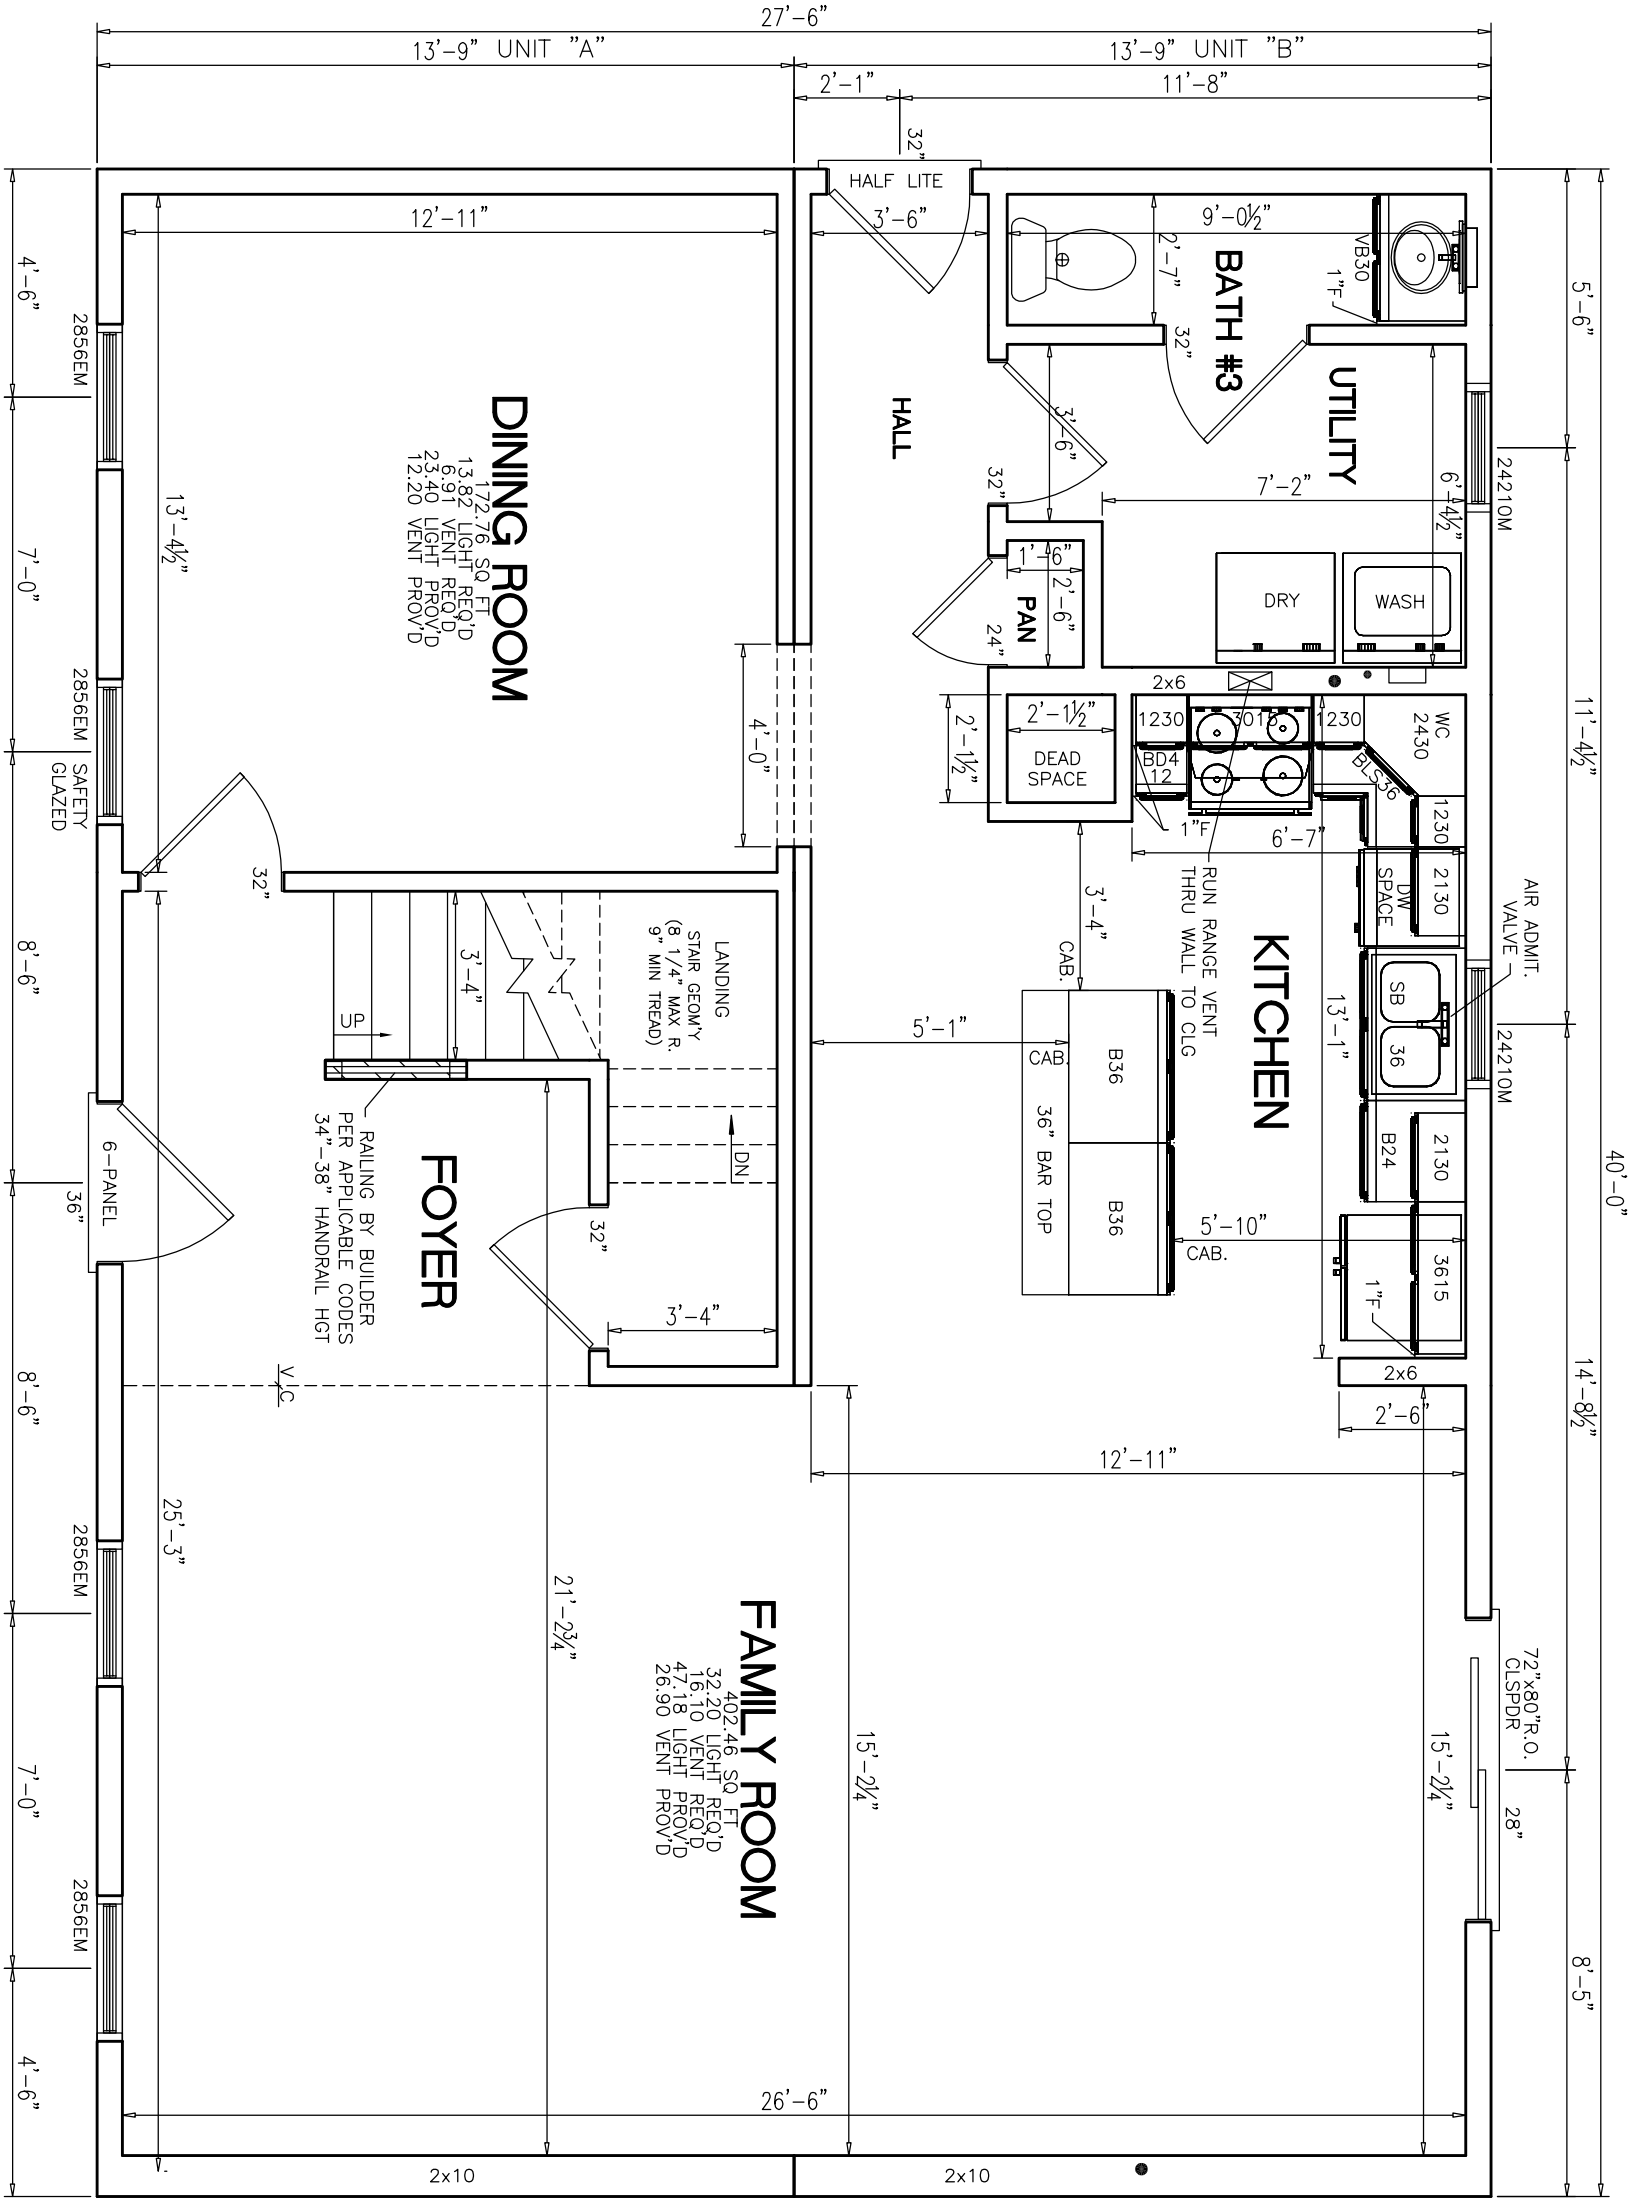 27'-6"
13'-9" UNIT "A"
13'-9" UNIT "B"
2'-1"
11'-8"
32"
HALF LITE
12'-11"
3'-6"
9'-0½"
2'-7"
VB30
1"F
BATH #3
32"
5'-6"
4'-6"
2856EM
UTILITY
HALL
3'-6"
32"
7'-2"
6'-4½"
24210M
40'-0"
DINING ROOM
172.76 SQ FT
13.82 LIGHT REQ'D
6.91 VENT REQ'D
23.40 LIGHT PROV'D
12.20 VENT PROV'D
13'-4½"
7'-0"
1'-6"
2'-6"
PAN
24"
DRY
WASH
11'-4½"
2856EM
SAFETY
GLAZED
4'-0"
2x6
2'-1½"
2'-1½"
DEAD
SPACE
1230
3015
1230
WC
2430
BD4
12
BLS36
1230
1"F
6'-7"
2130
DW
SPACE
AIR ADMIT.
VALVE
RUN RANGE VENT
THRU WALL TO CLG
3'-4"
CAB.
KITCHEN
13'-1"
SB
36
24210M
32"
8'-6"
3'-4"
UP
LANDING
STAIR GEOM'Y
(8 1/4" MAX R.
9" MIN TREAD)
DN
5'-1"
CAB.
B36
B36
36" BAR TOP
B24
2130
5'-10"
CAB.
3615
1"F
2x6
2'-6"
14'-8½"
6-PANEL
36"
RAILING BY BUILDER
PER APPLICABLE CODES
34"-38" HANDRAIL HGT
FOYER
32"
3'-4"
V C
8'-6"
12'-11"
25'-3"
21'-2¾"
2856EM
FAMILY ROOM
402.46 SQ FT
32.20 LIGHT REQ'D
16.10 VENT REQ'D
47.18 LIGHT PROV'D
26.90 VENT PROV'D
15'-2¼"
15'-2¼"
72"x80"R.O.
CLSPDR
28"
7'-0"
2856EM
8'-5"
4'-6"
26'-6"
2x10
2x10